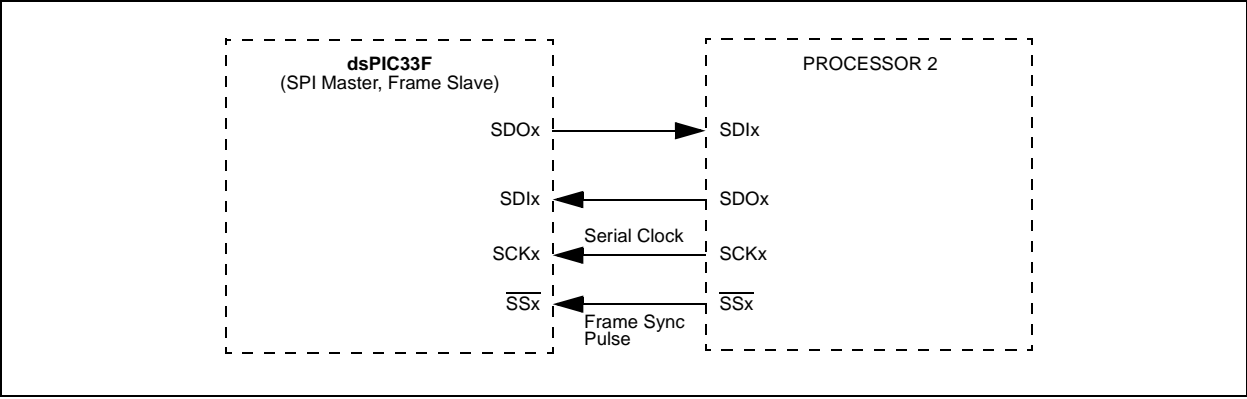 dsPIC33F
(SPI Master, Frame Slave)
PROCESSOR 2
SDOx
SDIx
SDIx
SDOx
SCKx
Serial Clock
SCKx
SSx
Frame Sync
Pulse
SSx